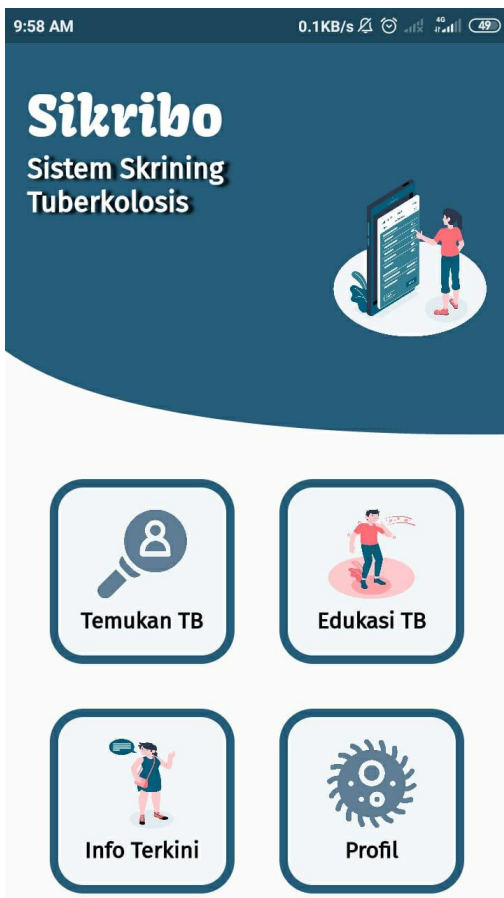 9:58 AM 0.1KB/s 4G 49
Sikribo
Sistem Skrining
Tuberkolosis
Temukan TB
Edukasi TB
Info Terkini
Profil